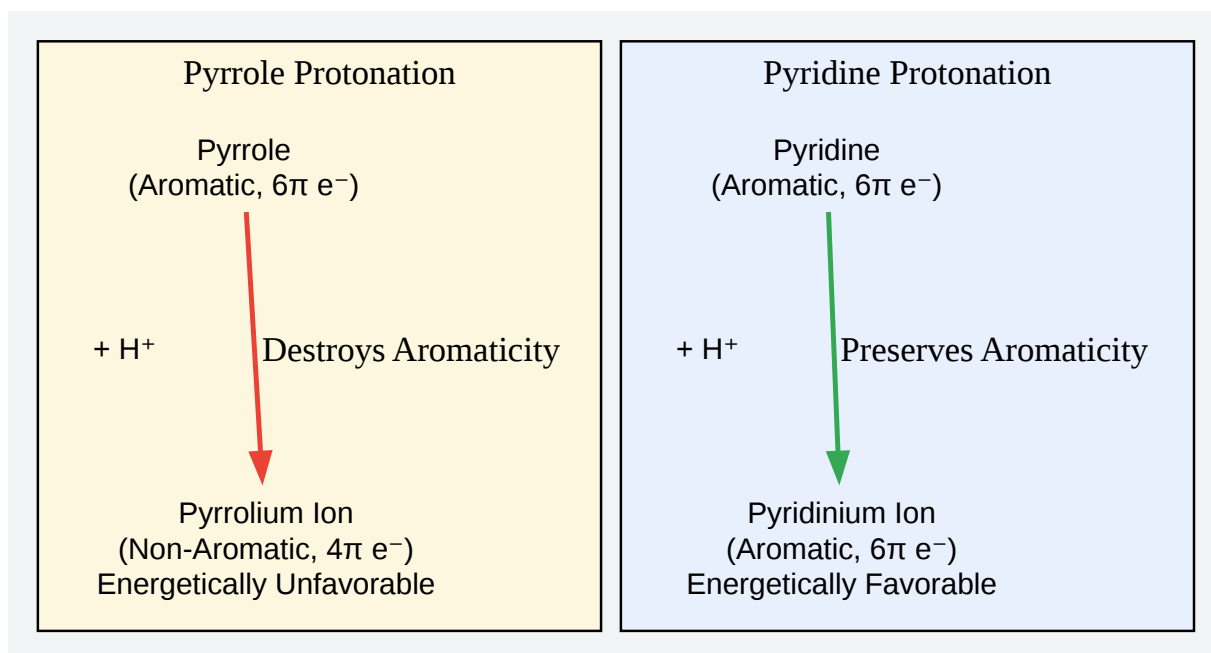 Pyrrole Protonation
Pyrrole
(Aromatic, 6π e⁻)
+ H⁺
Destroys Aromaticity
Pyrrolium Ion
(Non-Aromatic, 4π e⁻)
Energetically Unfavorable
Pyridine Protonation
Pyridine
(Aromatic, 6π e⁻)
+ H⁺
Preserves Aromaticity
Pyridinium Ion
(Aromatic, 6π e⁻)
Energetically Favorable